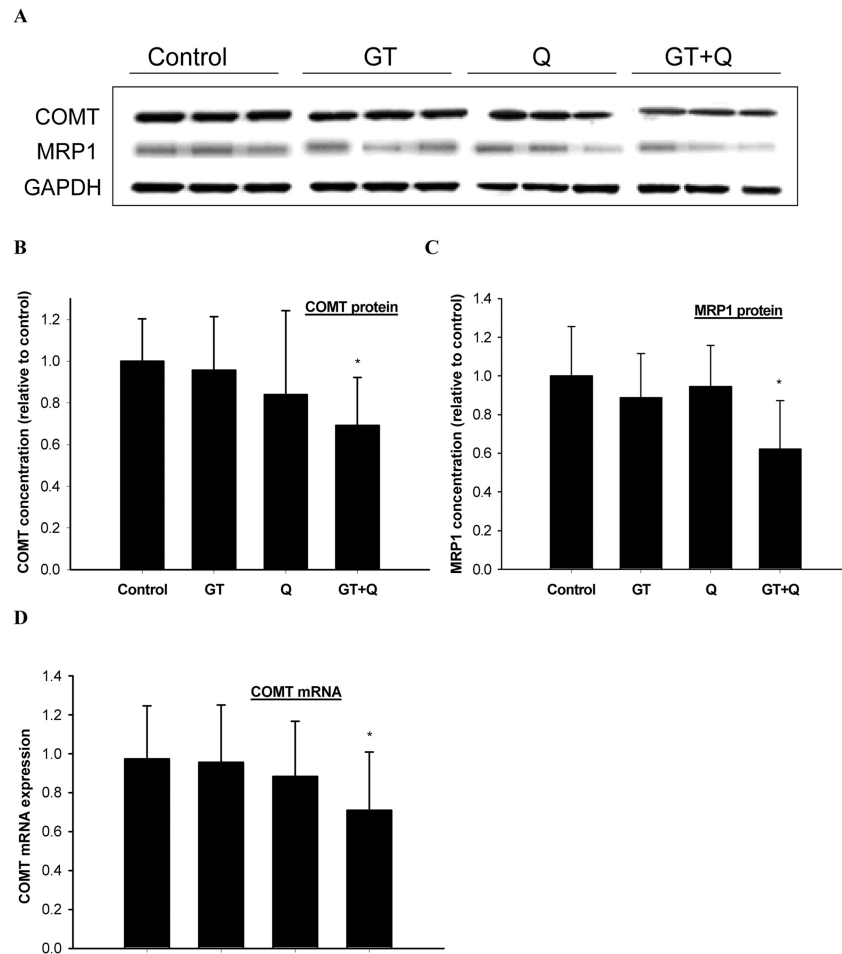 A
Control GT Q GT+Q
COMT
MRP1
GAPDH
B
COMT concentration (relative to control)
1.2
1.0
0.8
0.6
0.4
0.2
0.0
COMT protein
*
Control GT Q GT+Q
C
MRP1 concentration (relative to control)
1.4
1.2
1.0
0.8
0.6
0.4
0.2
0.0
MRP1 protein
*
Control GT Q GT+Q
D
COMT mRNA expression
1.4
1.2
1.0
0.8
0.6
0.4
0.2
0.0
COMT mRNA
*